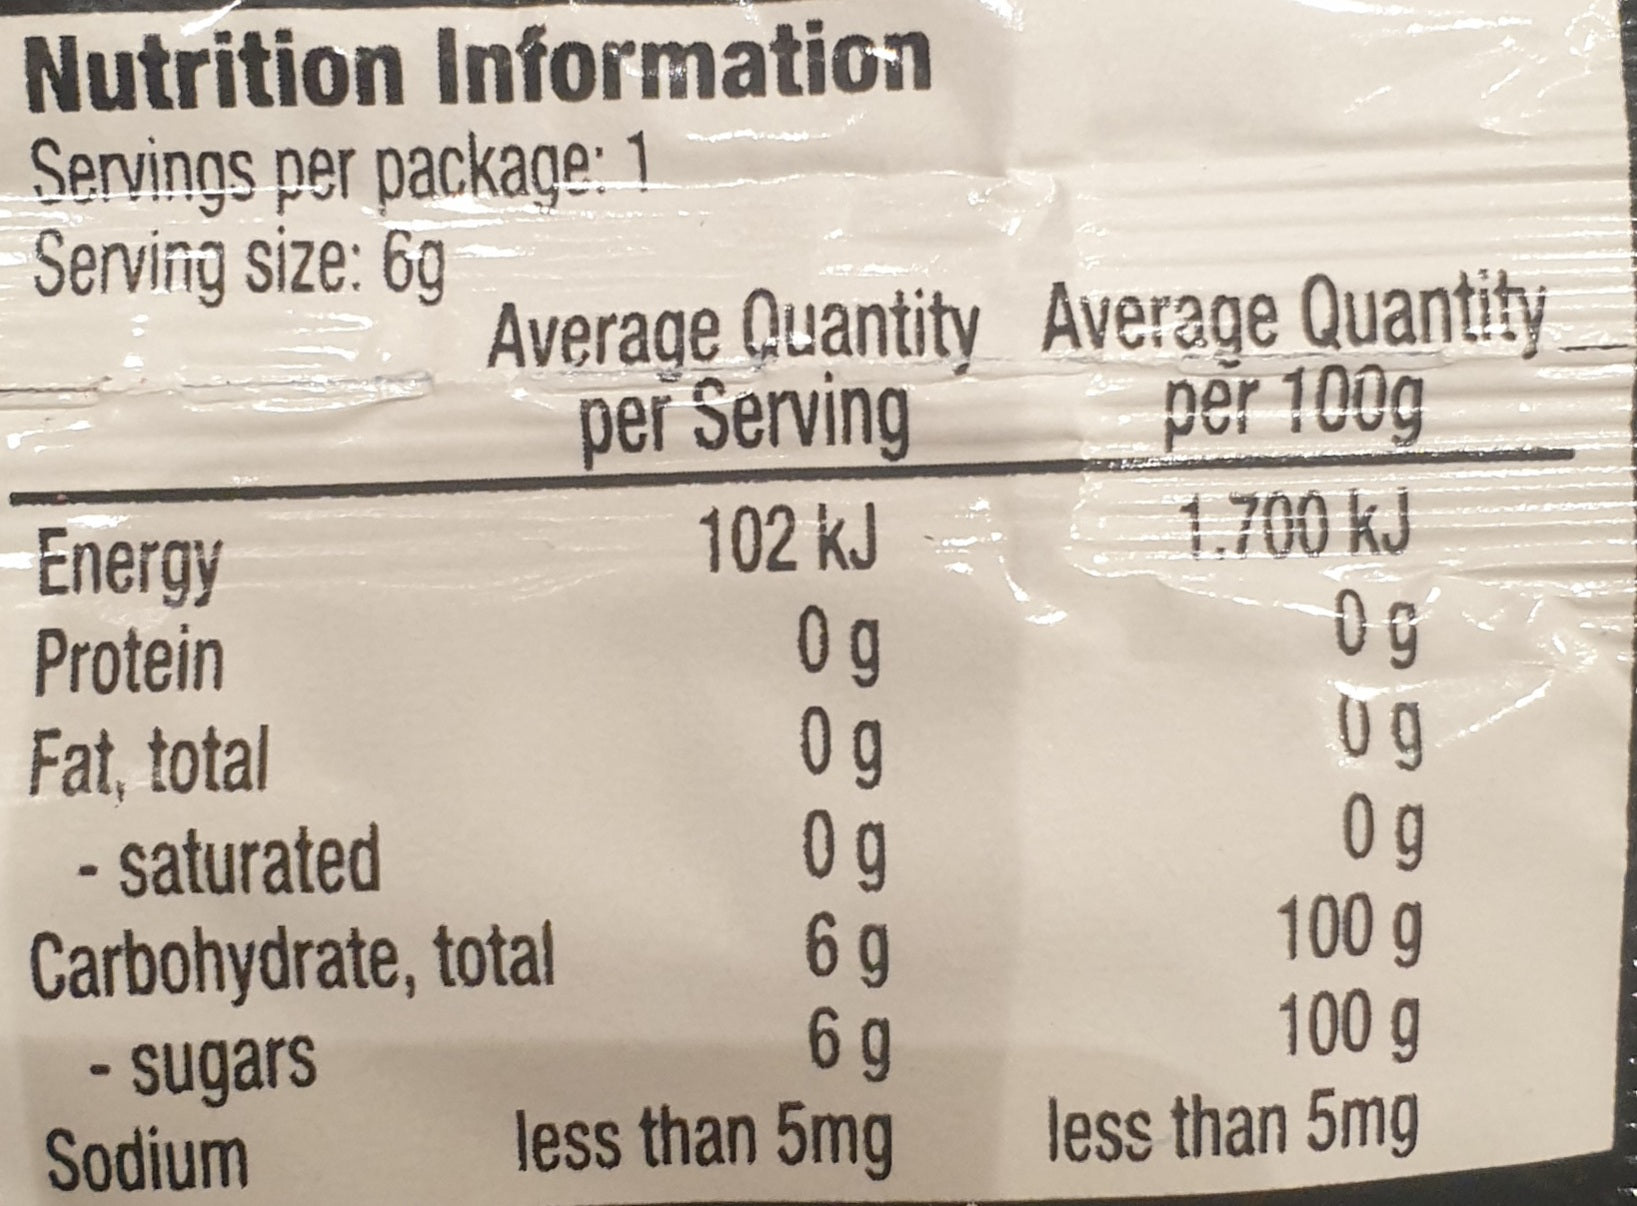 Nutrition Information
Servings per package: 1
Serving size: 6g
Average Quantity Average Quantity
per Serving per 100g
Energy 102 kJ 1.700 kJ
Protein 0 g 0 g
Fat, total 0 g 0 g
- saturated 0 g 0 g
Carbohydrate, total 6 g 100 g
- sugars 6 g 100 g
Sodium less than 5mg less than 5mg